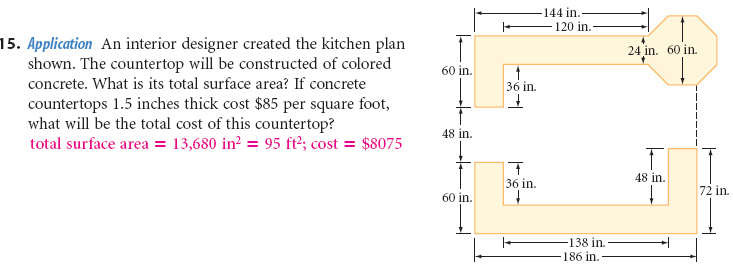 15. Application An interior designer created the kitchen plan
shown. The countertop will be constructed of colored
concrete. What is its total surface area? If concrete
countertops 1.5 inches thick cost $85 per square foot,
what will be the total cost of this countertop?
total surface area = 13,680 in² = 95 ft²; cost = $8075
144 in.
120 in.
24 in. 60 in.
60 in.
36 in.
48 in.
36 in.
48 in.
60 in.
72 in.
138 in.
186 in.